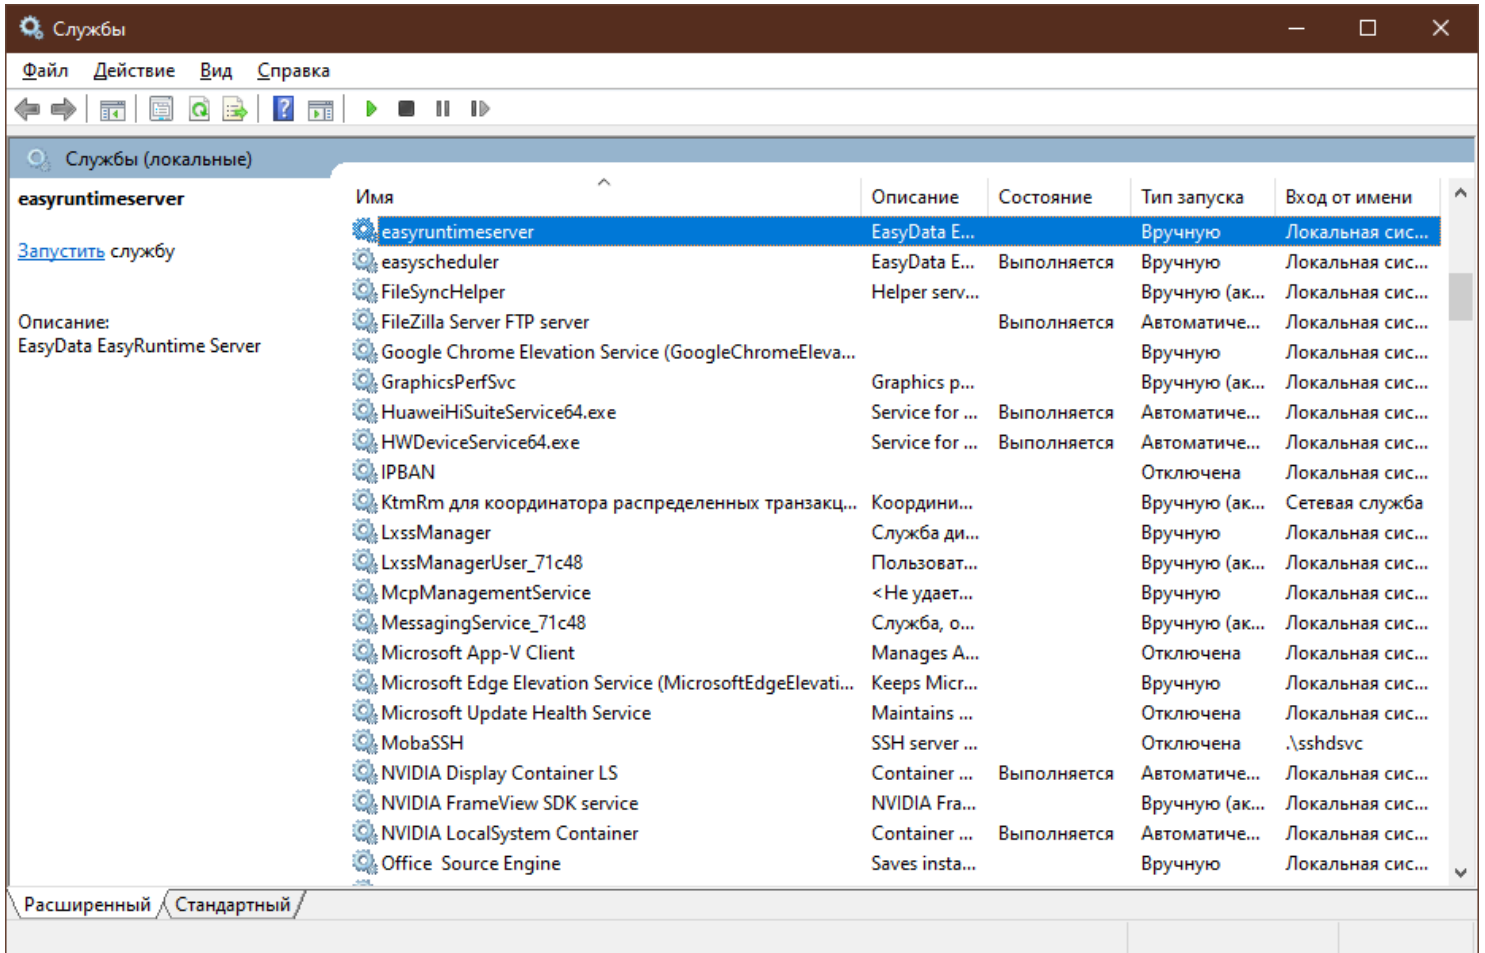 Службы
Файл Действие Вид Справка
Службы (локальные)
easyruntimeserver
Запустить службу
Описание:
EasyData EasyRuntime Server
Имя Описание Состояние Тип запуска Вход от имени
easyruntimeserver EasyData E... Вручную Локальная сис...
easyscheduler EasyData E... Выполняется Вручную Локальная сис...
FileSyncHelper Helper serv... Вручную (ак... Локальная сис...
FileZilla Server FTP server Выполняется Автоматиче... Локальная сис...
Google Chrome Elevation Service (GoogleChromeEleva... Вручную Локальная сис...
GraphicsPerfSvc Graphics p... Вручную (ак... Локальная сис...
HuaweiHiSuiteService64.exe Service for ... Выполняется Автоматиче... Локальная сис...
HWDeviceService64.exe Service for ... Выполняется Автоматиче... Локальная сис...
IPBAN Отключена Локальная сис...
KtmRm для координатора распределенных транзакц... Координи... Вручную (ак... Сетевая служба
LxssManager Служба ди... Вручную Локальная сис...
LxssManagerUser_71c48 Пользоват... Вручную (ак... Локальная сис...
McpManagementService <Не удает... Вручную Локальная сис...
MessagingService_71c48 Служба, о... Вручную (ак... Локальная сис...
Microsoft App-V Client Manages A... Отключена Локальная сис...
Microsoft Edge Elevation Service (MicrosoftEdgeElevati... Keeps Micr... Вручную Локальная сис...
Microsoft Update Health Service Maintains ... Отключена Локальная сис...
MobaSSH SSH server ... Отключена .\sshdsvc
NVIDIA Display Container LS Container ... Выполняется Автоматиче... Локальная сис...
NVIDIA FrameView SDK service NVIDIA Fra... Вручную (ак... Локальная сис...
NVIDIA LocalSystem Container Container ... Выполняется Автоматиче... Локальная сис...
Office  Source Engine Saves insta... Вручную Локальная сис...
Расширенный Стандартный